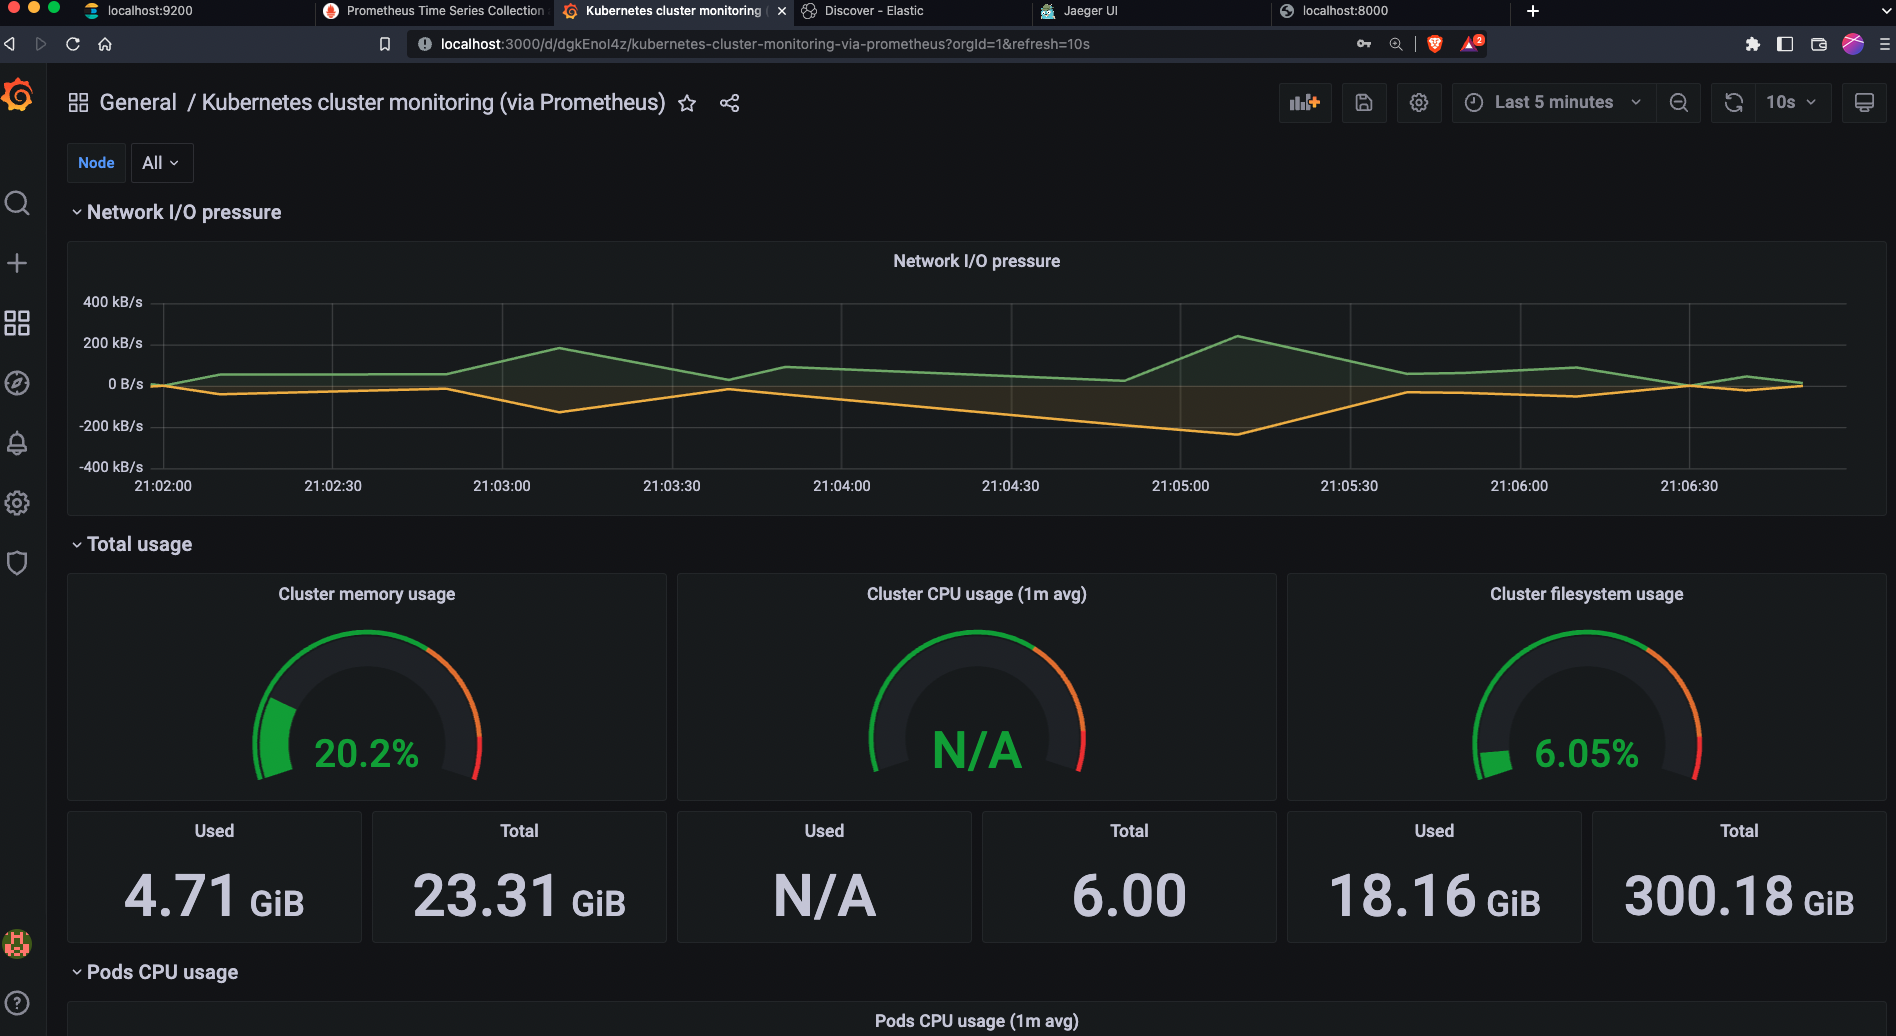 localhost:9200
Prometheus Time Series Collection
Kubernetes cluster monitoring
Discover - Elastic
Jaeger UI
localhost:8000
localhost:3000/d/dgkEnol4z/kubernetes-cluster-monitoring-via-prometheus?orgId=1&refresh=10s
2
General / Kubernetes cluster monitoring (via Prometheus)
Last 5 minutes
10s
Node
All
Network I/O pressure
Network I/O pressure
400 kB/s
200 kB/s
0 B/s
-200 kB/s
-400 kB/s
21:02:00 21:02:30 21:03:00 21:03:30 21:04:00 21:04:30 21:05:00 21:05:30 21:06:00 21:06:30
Total usage
Cluster memory usage
20.2%
Cluster CPU usage (1m avg)
N/A
Cluster filesystem usage
6.05%
Used
4.71 GiB
Total
23.31 GiB
Used
N/A
Total
6.00
Used
18.16 GiB
Total
300.18 GiB
Pods CPU usage
Pods CPU usage (1m avg)